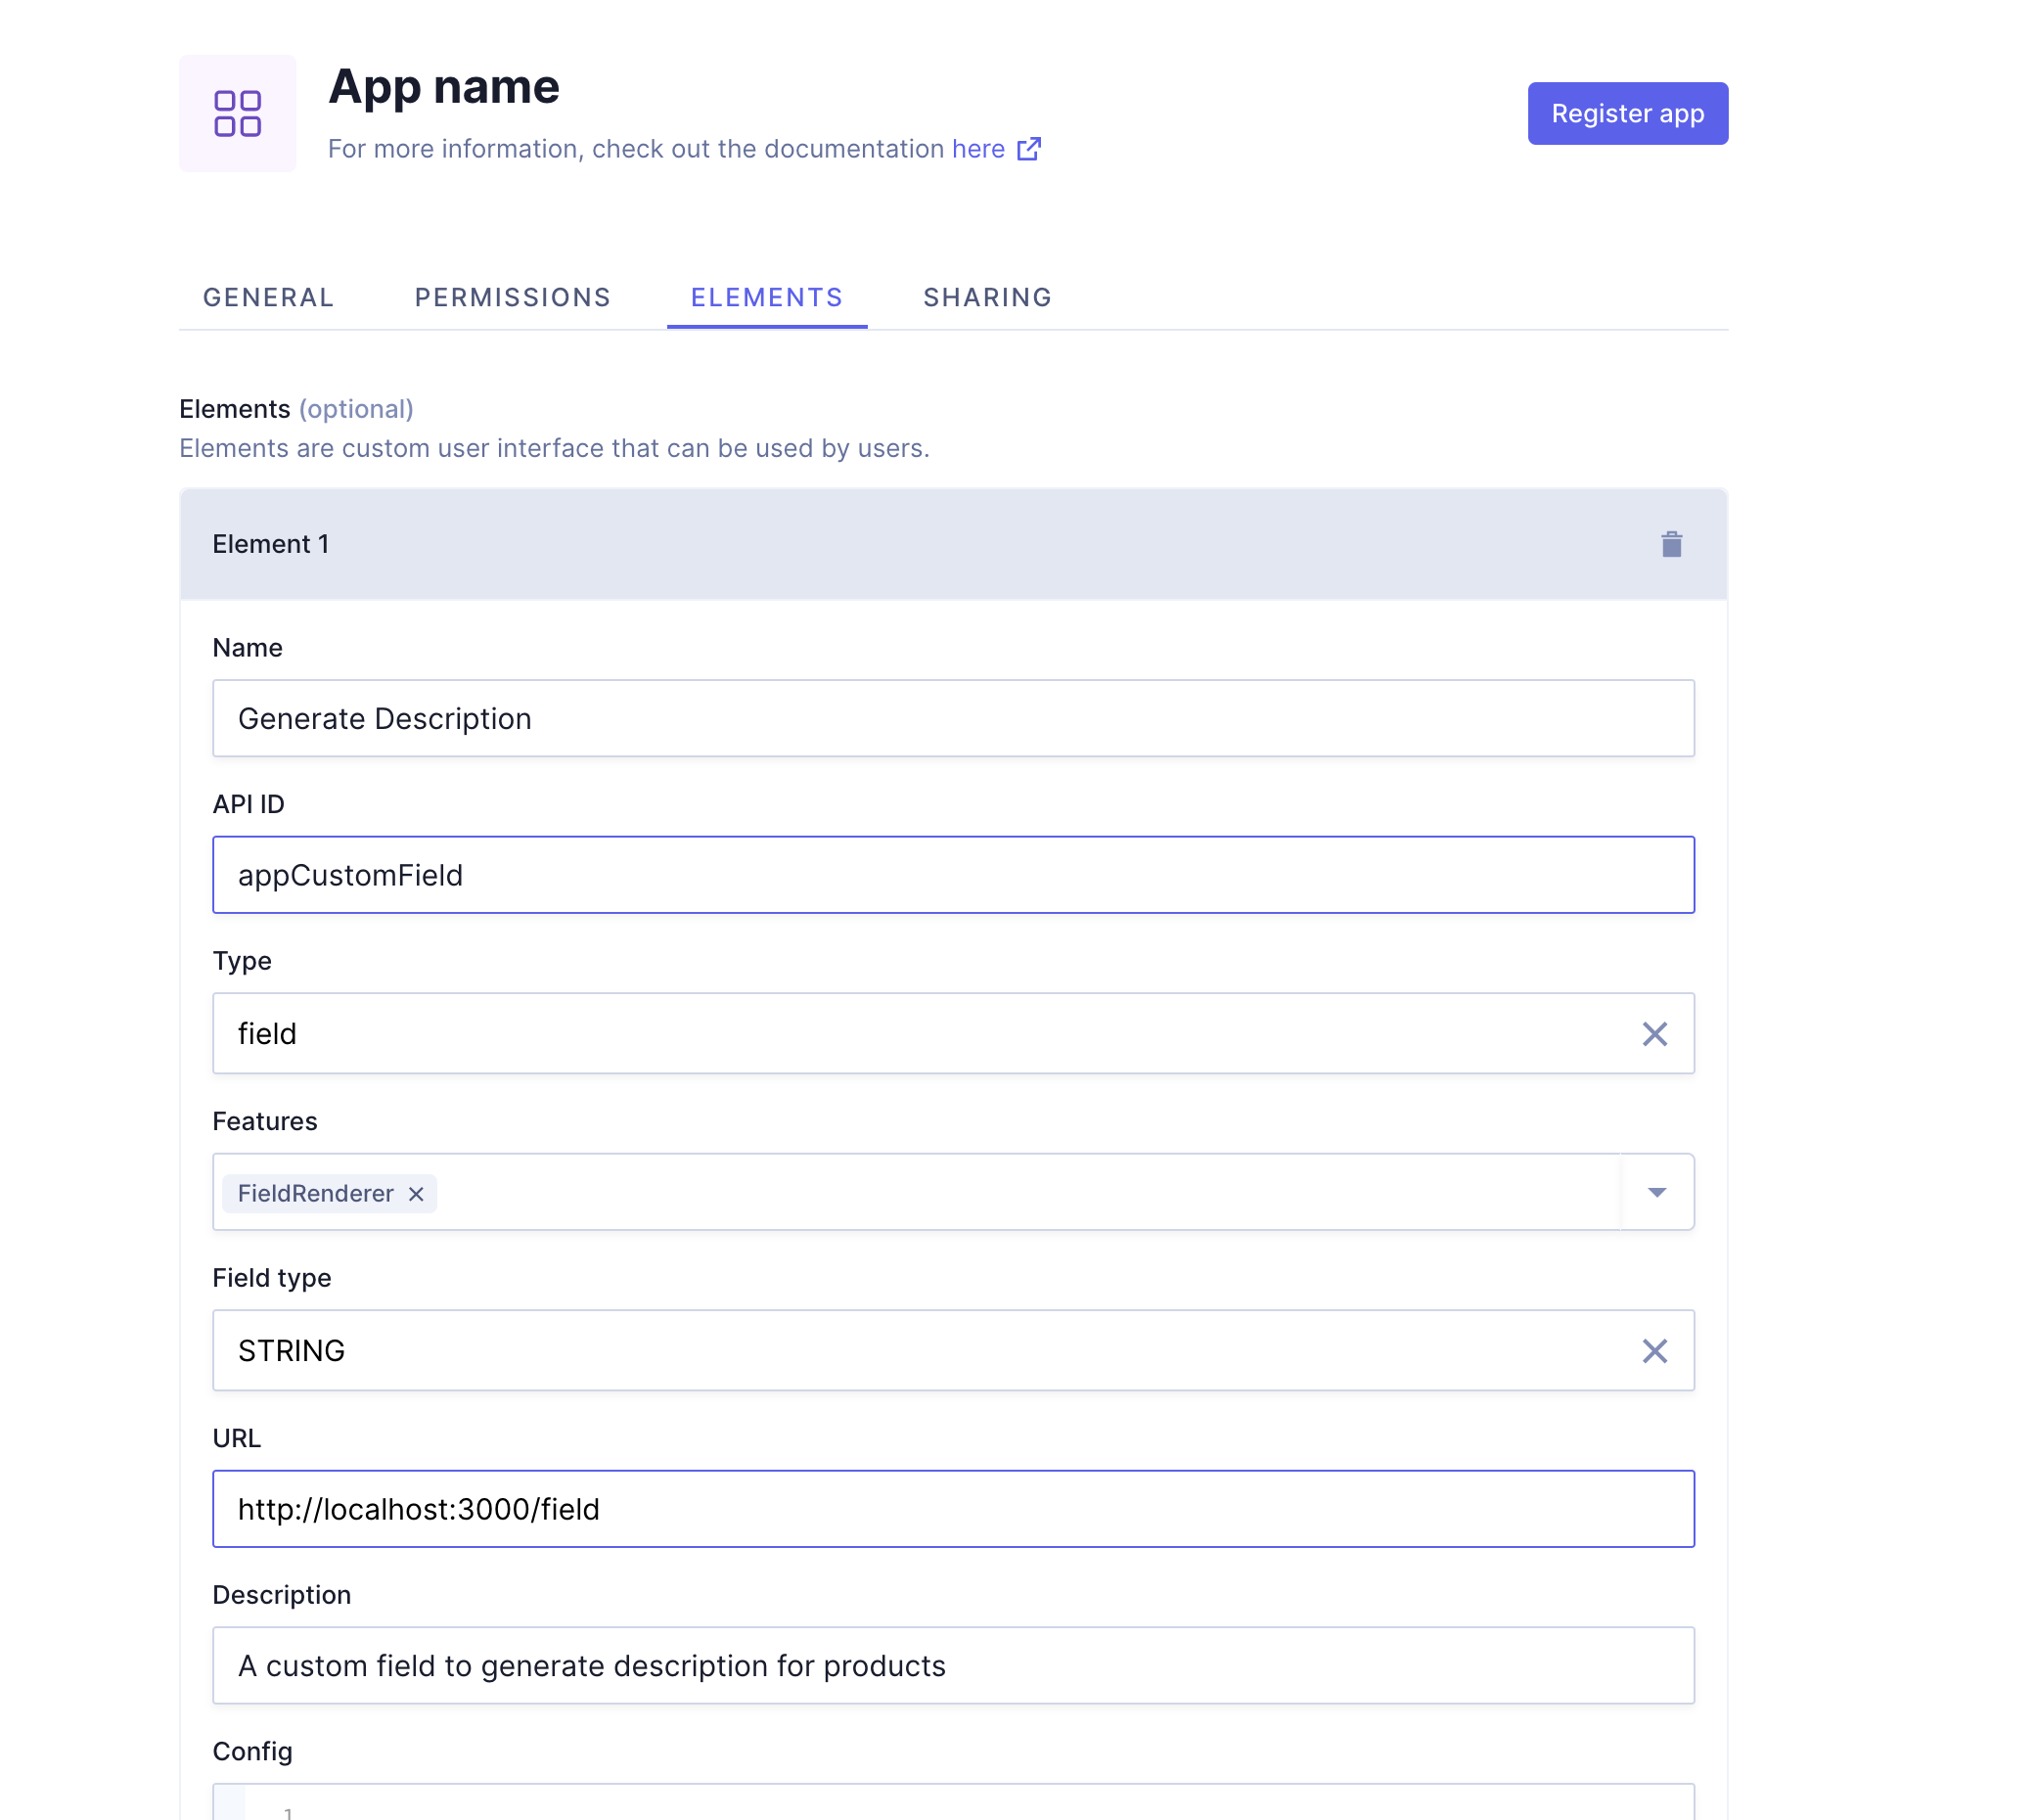 App name
For more information, check out the documentation here
Register app
GENERAL PERMISSIONS ELEMENTS SHARING
Elements (optional)
Elements are custom user interface that can be used by users.
Element 1
Name
Generate Description
API ID
appCustomField
Type
field
Features
FieldRenderer
Field type
STRING
URL
http://localhost:3000/field
Description
A custom field to generate description for products
Config
1